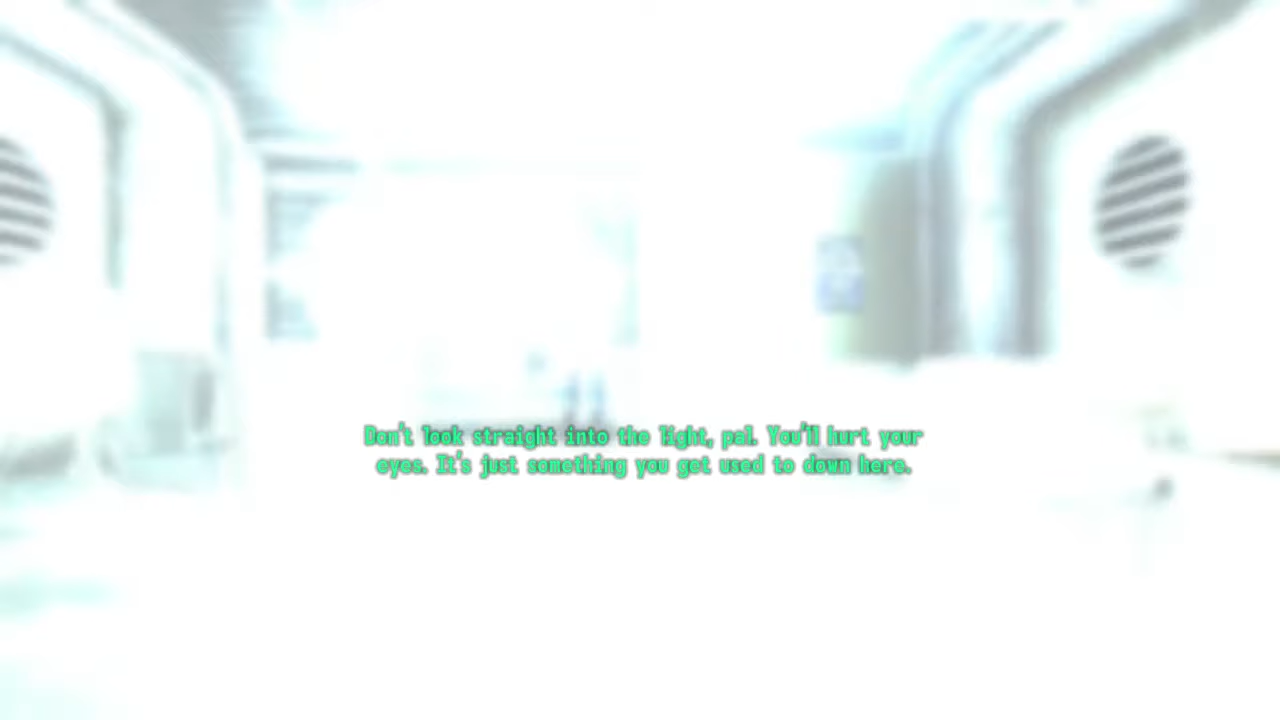 Don't look straight into the light, pal. You'll hurt your
eyes. It's just something you get used to down here.